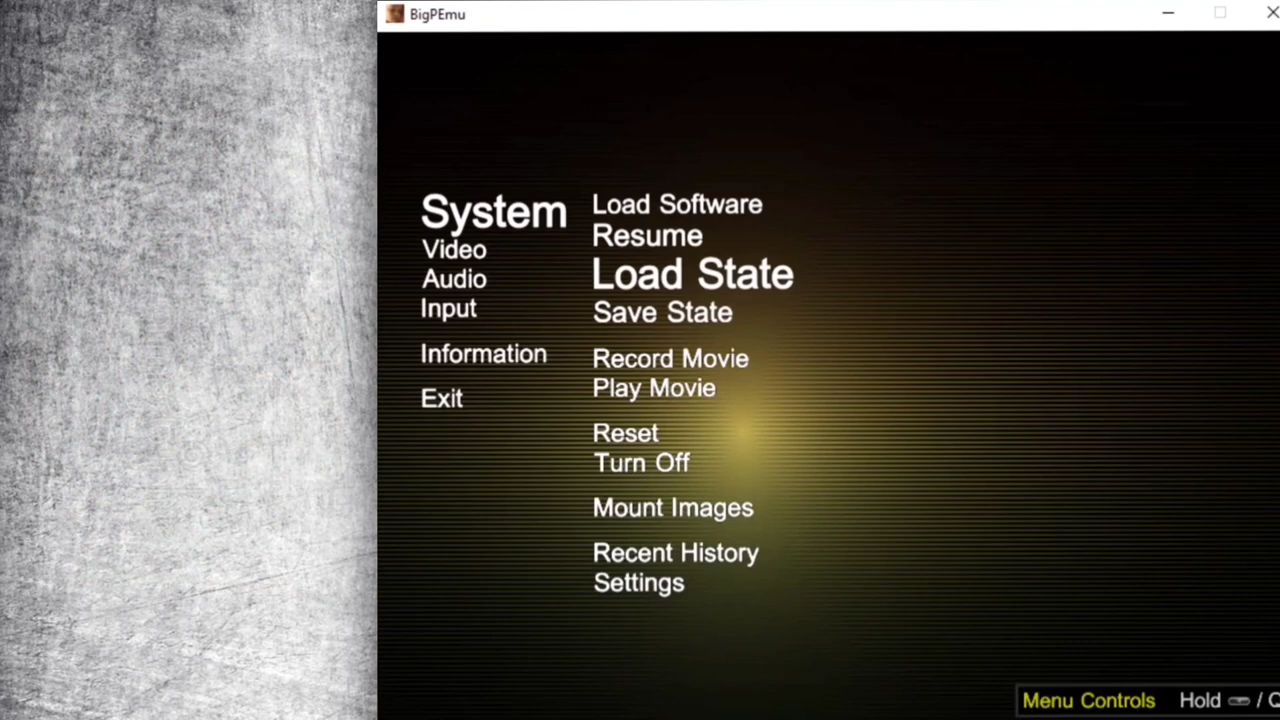 BigPEmu
System
Video
Audio
Input
Information
Exit
Load Software
Resume
Load State
Save State
Record Movie
Play Movie
Reset
Turn Off
Mount Images
Recent History
Settings
Menu Controls Hold /